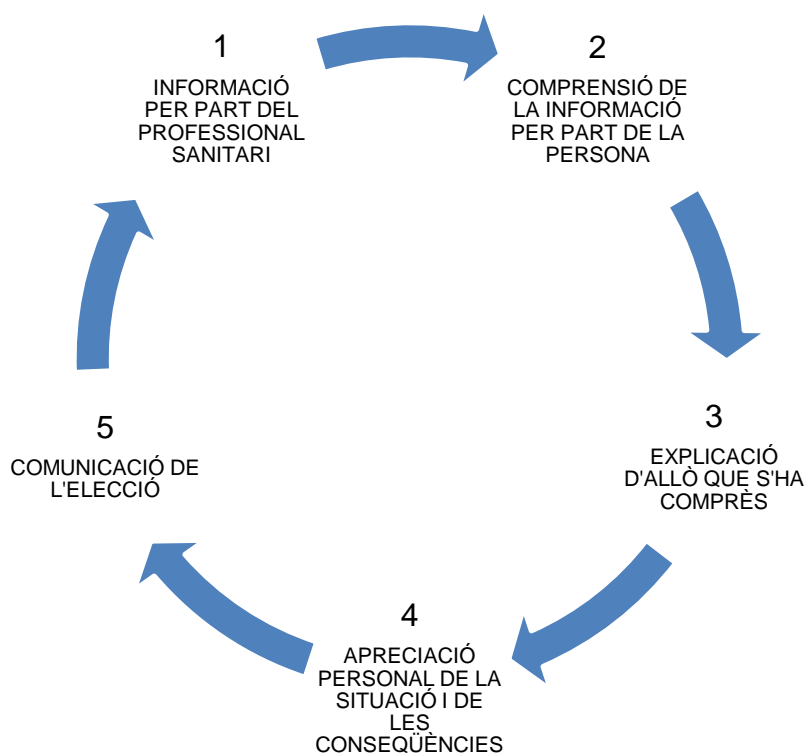 1
INFORMACIÓ
PER PART DEL
PROFESSIONAL
SANITARI
2
COMPRENSIÓ DE
LA INFORMACIÓ
PER PART DE LA
PERSONA
3
EXPLICACIÓ
D'ALLÒ QUE S'HA
COMPRÈS
4
APRECIACIÓ
PERSONAL DE LA
SITUACIÓ I DE
LES
CONSEQÜÈNCIES
5
COMUNICACIÓ DE
L'ELECCIÓ